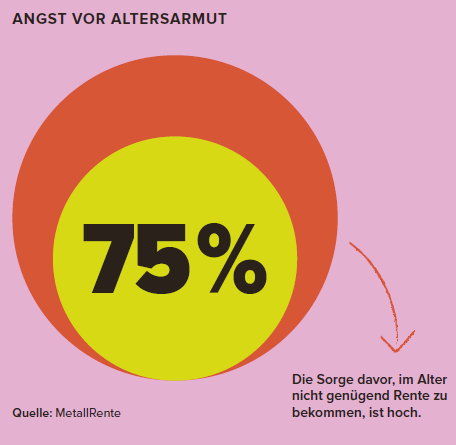 ANGST VOR ALTERSARMUT
75%
Die Sorge davor, im Alter
nicht genügend Rente zu
bekommen, ist hoch.
Quelle: MetallRente